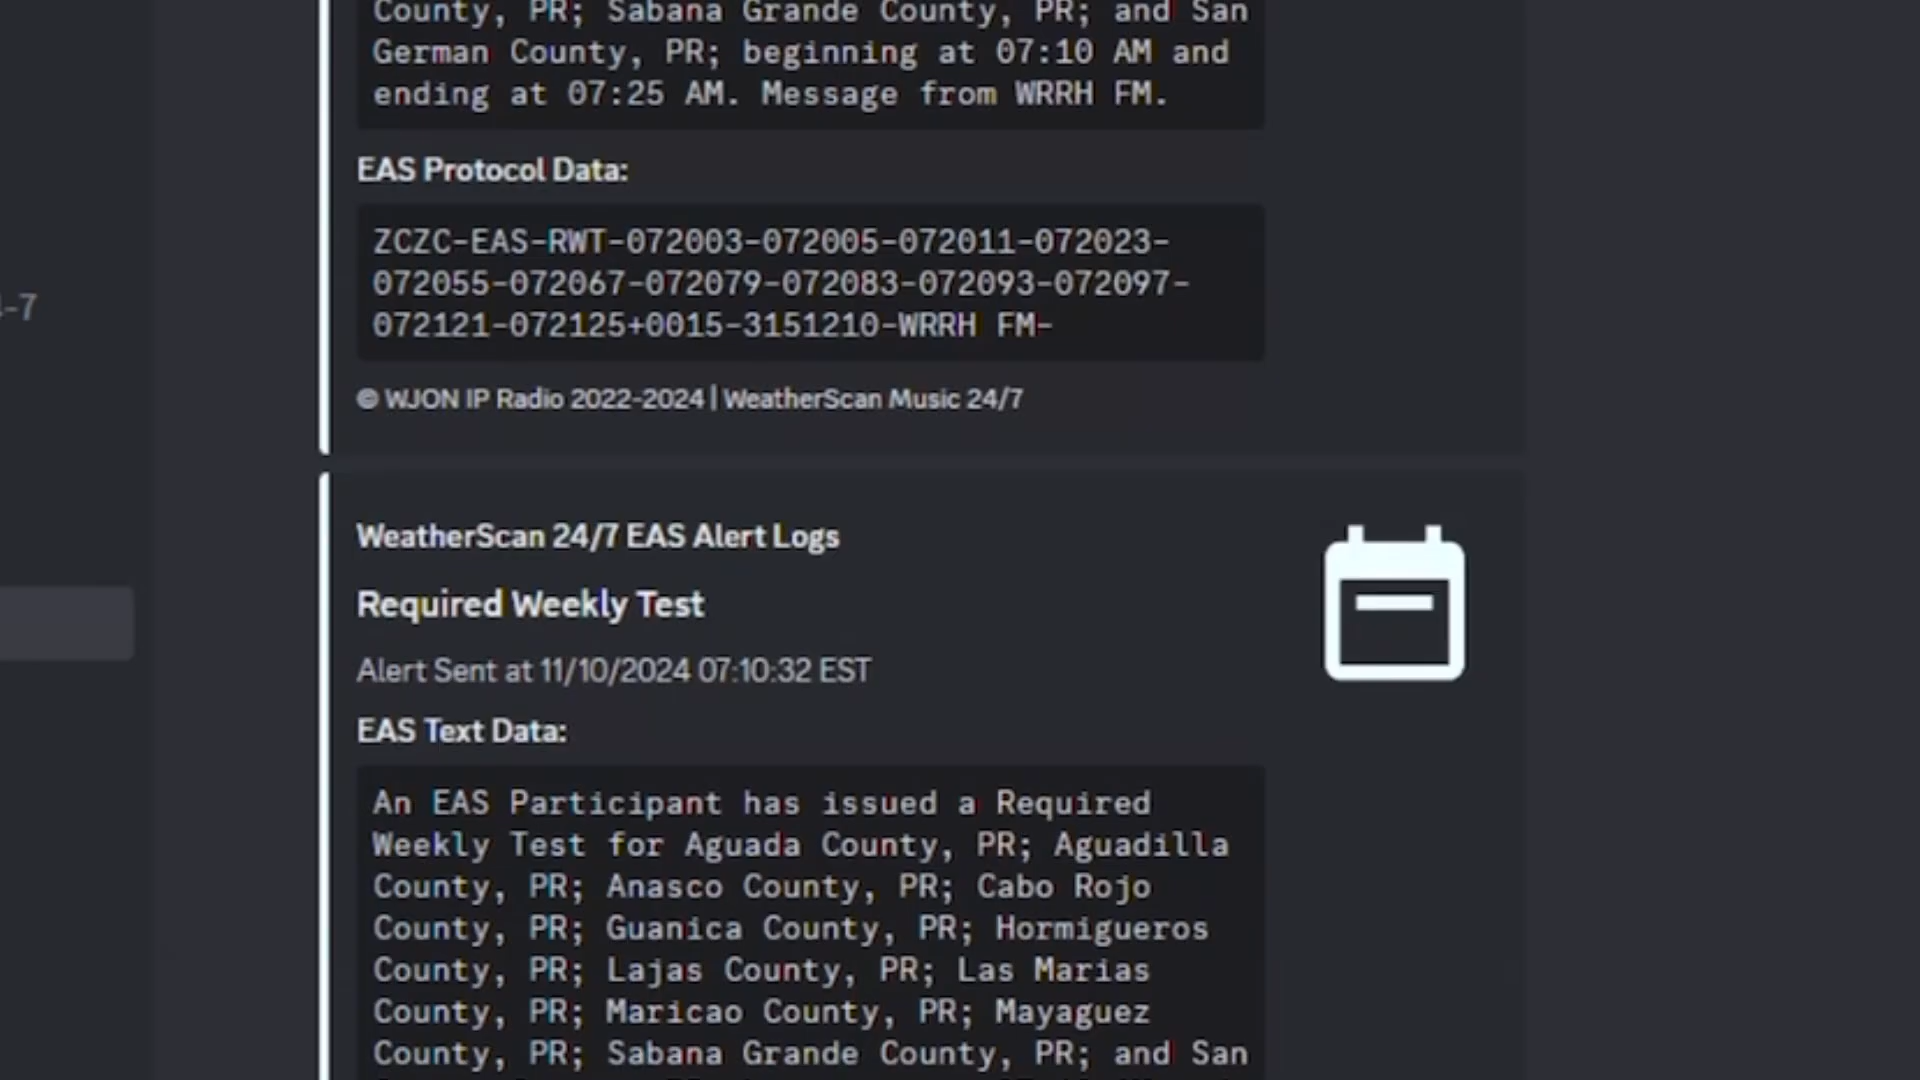 County, PR; Sabana Grande County, PR; and San
German County, PR; beginning at 07:10 AM and
ending at 07:25 AM. Message from WRRH FM.
EAS Protocol Data:
ZCZC-EAS-RWT-072003-072005-072011-072023-
072055-072067-072079-072083-072093-072097-
072121-072125+0015-3151210-WRRH FM-
-7
© WJON IP Radio 2022-2024 | WeatherScan Music 24/7
WeatherScan 24/7 EAS Alert Logs
Required Weekly Test
Alert Sent at 11/10/2024 07:10:32 EST
EAS Text Data:
An EAS Participant has issued a Required
Weekly Test for Aguada County, PR; Aguadilla
County, PR; Anasco County, PR; Cabo Rojo
County, PR; Guanica County, PR; Hormigueros
County, PR; Lajas County, PR; Las Marias
County, PR; Maricao County, PR; Mayaguez
County, PR; Sabana Grande County, PR; and San